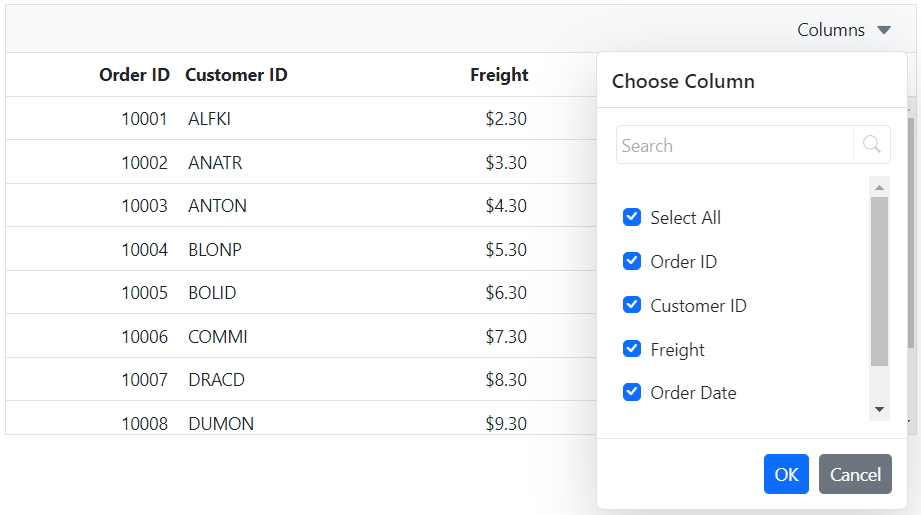 Columns
Order ID Customer ID Freight
10001 ALFKI $2.30
10002 ANATR $3.30
10003 ANTON $4.30
10004 BLONP $5.30
10005 BOLID $6.30
10006 COMMI $7.30
10007 DRACD $8.30
10008 DUMON $9.30
Choose Column
Search
Select All
Order ID
Customer ID
Freight
Order Date
OK Cancel